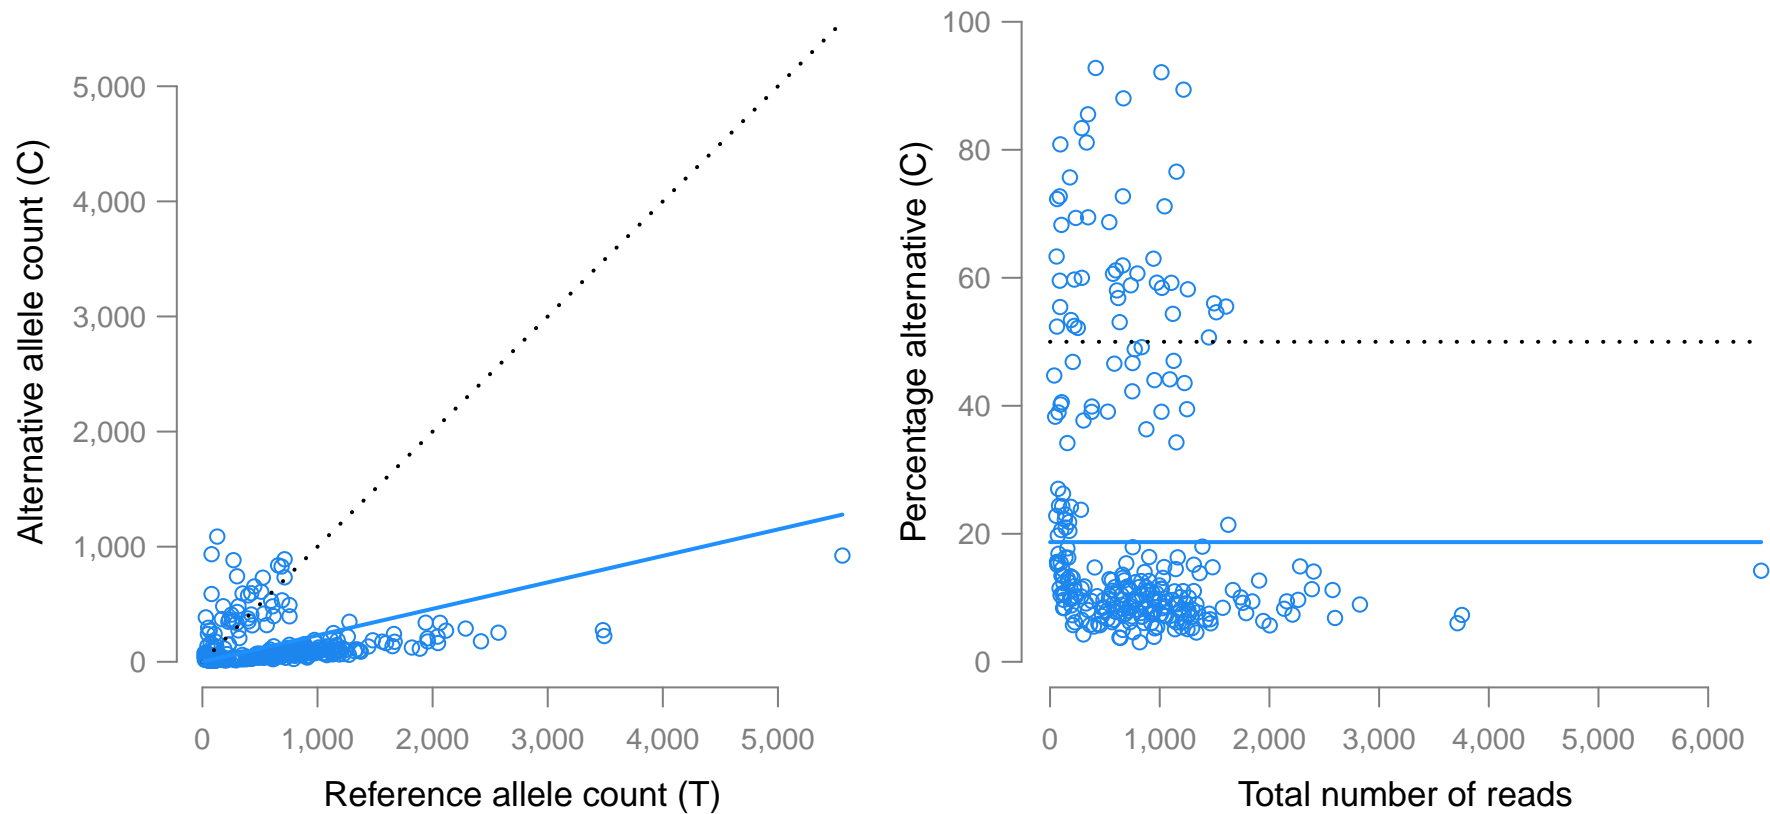 Alternative allele count (C)
5,000
4,000
3,000
2,000
1,000
0
0 1,000 2,000 3,000 4,000 5,000
Reference allele count (T)
Percentage alternative (C)
100
80
60
40
20
0
0 1,000 2,000 3,000 4,000 5,000 6,000
Total number of reads